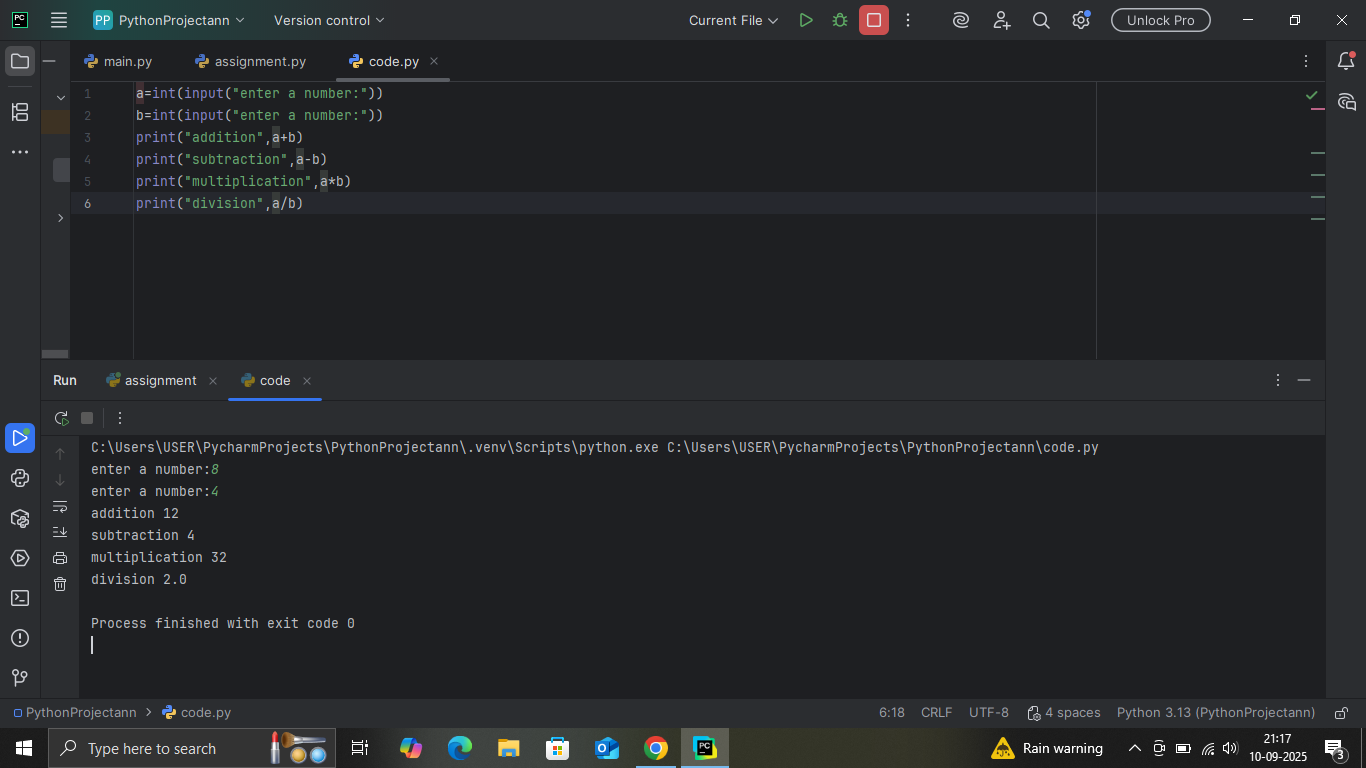 PC PP PythonProjectann Version control Current File Unlock Pro
main.py assignment.py code.py
1 a=int(input("enter a number:"))
2 b=int(input("enter a number:"))
3 print("addition",a+b)
4 print("subtraction",a-b)
5 print("multiplication",a*b)
6 print("division",a/b)
Run assignment code
C:\Users\USER\PycharmProjects\PythonProjectann\.venv\Scripts\python.exe C:\Users\USER\PycharmProjects\PythonProjectann\code.py
enter a number:8
enter a number:4
addition 12
subtraction 4
multiplication 32
division 2.0
Process finished with exit code 0
PythonProjectann > code.py 6:18 CRLF UTF-8 4 spaces Python 3.13 (PythonProjectann)
Type here to search PC Rain warning 21:17
10-09-2025 3